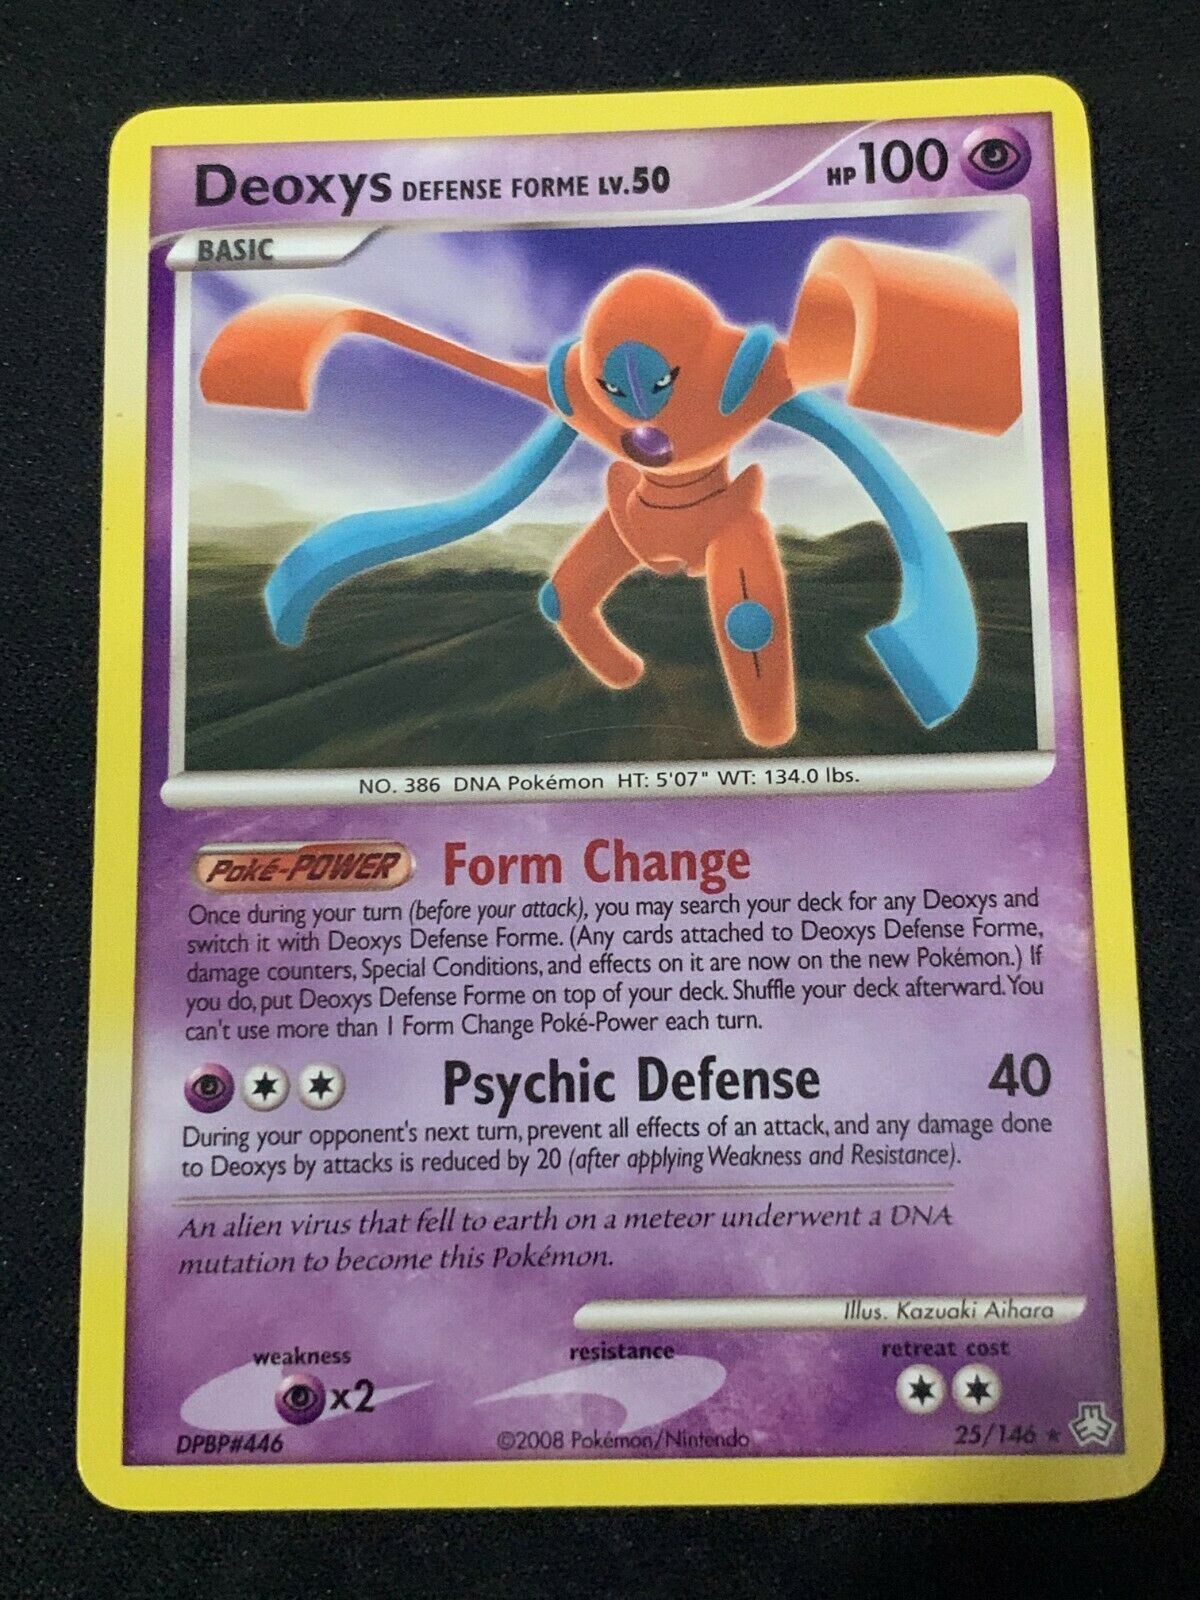 Deoxys DEFENSE FORME LV.50 HP 100
BASIC
NO. 386 DNA Pokémon HT: 5'07" WT: 134.0 lbs.
Poké-POWER Form Change
Once during your turn (before your attack), you may search your deck for any Deoxys and
switch it with Deoxys Defense Forme. (Any cards attached to Deoxys Defense Forme,
damage counters, Special Conditions, and effects on it are now on the new Pokémon.) If
you do, put Deoxys Defense Forme on top of your deck. Shuffle your deck afterward. You
can't use more than 1 Form Change Poké-Power each turn.
Psychic Defense 40
During your opponent's next turn, prevent all effects of an attack, and any damage done
to Deoxys by attacks is reduced by 20 (after applying Weakness and Resistance).
An alien virus that fell to earth on a meteor underwent a DNA
mutation to become this Pokémon.
Illus. Kazuaki Aihara
weakness resistance retreat cost
x2
DPBP#446 ©2008 Pokémon/Nintendo 25/146 ★